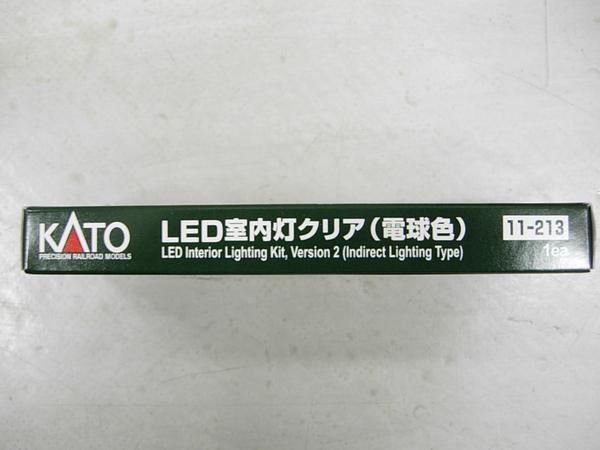 KATO
PRECISION RAILROAD MODELS
LED室内灯クリア(電球色)
LED Interior Lighting Kit, Version 2 (Indirect Lighting Type)
11-213
1ea